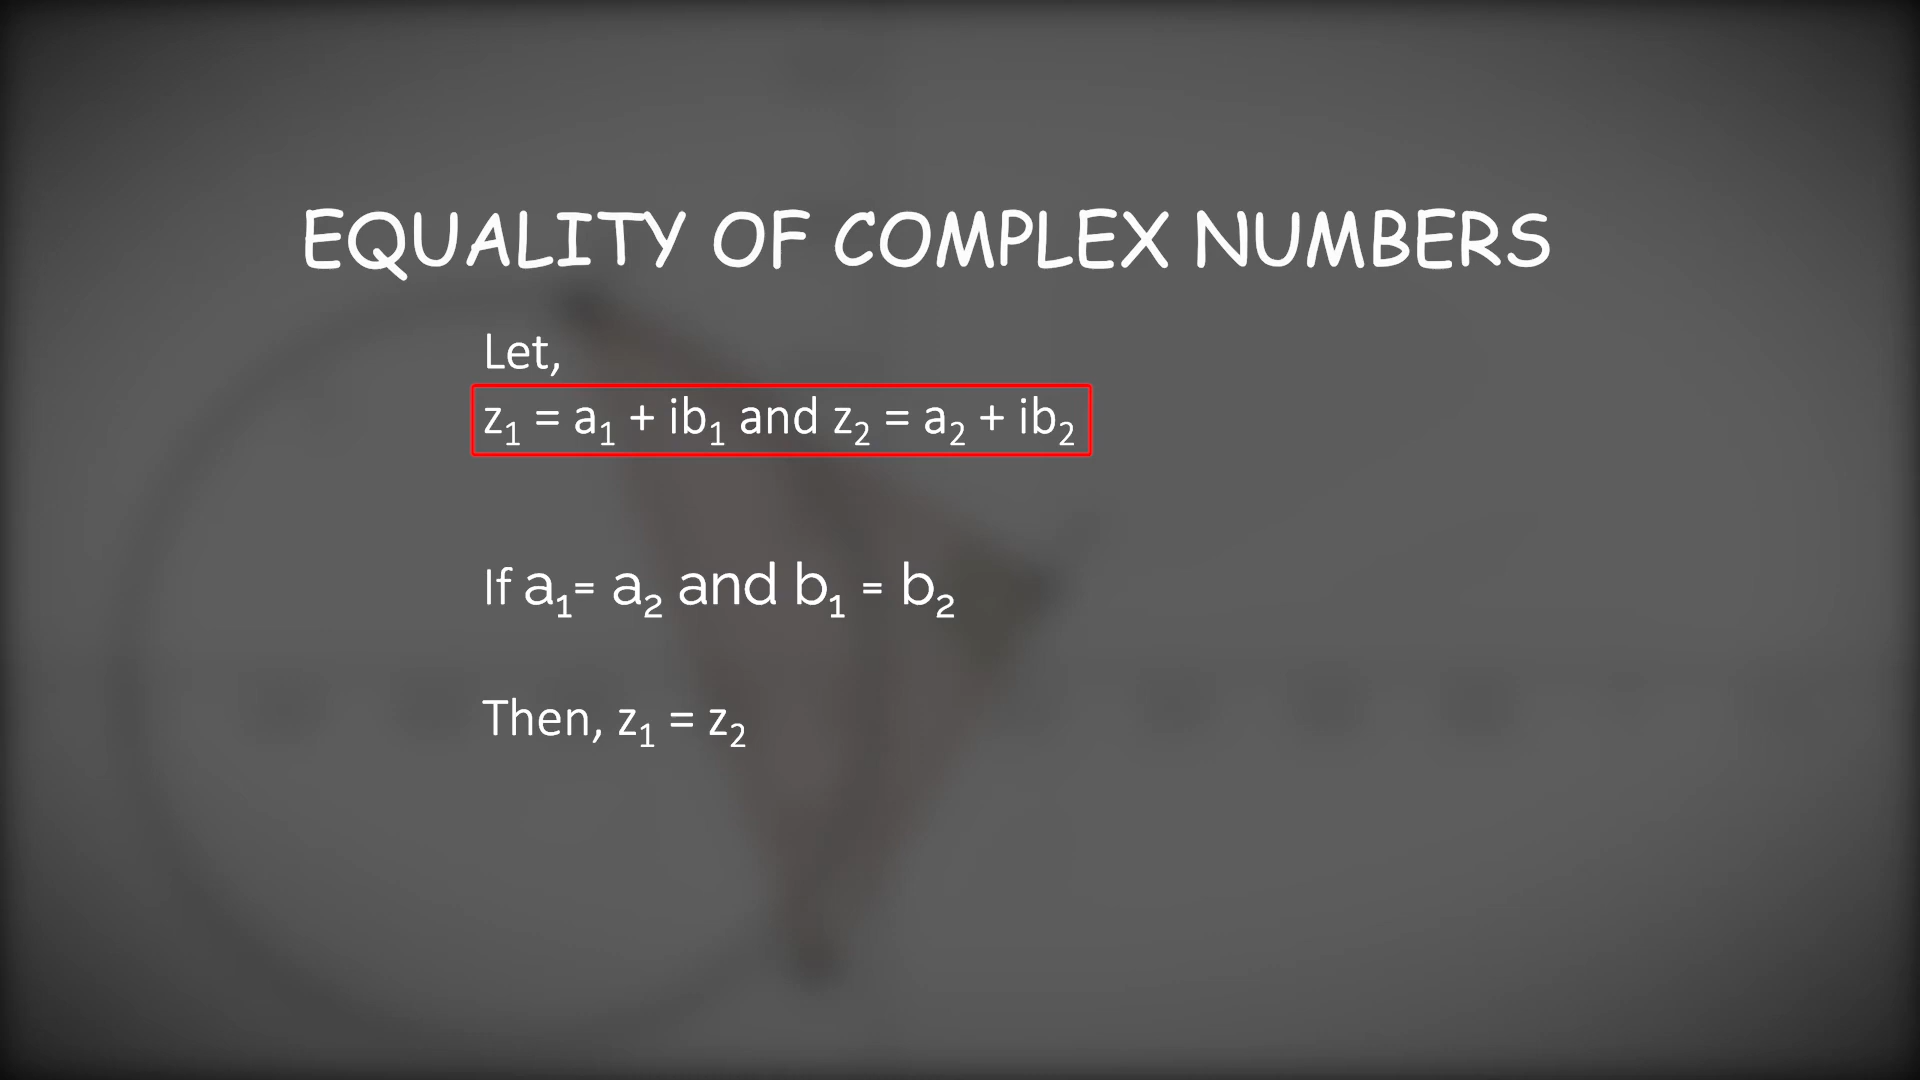 EQUALITY OF COMPLEX NUMBERS
Let,
z₁ = a₁ + ib₁ and z₂ = a₂ + ib₂
If a₁= a₂ and b₁ = b₂
Then, z₁ = z₂